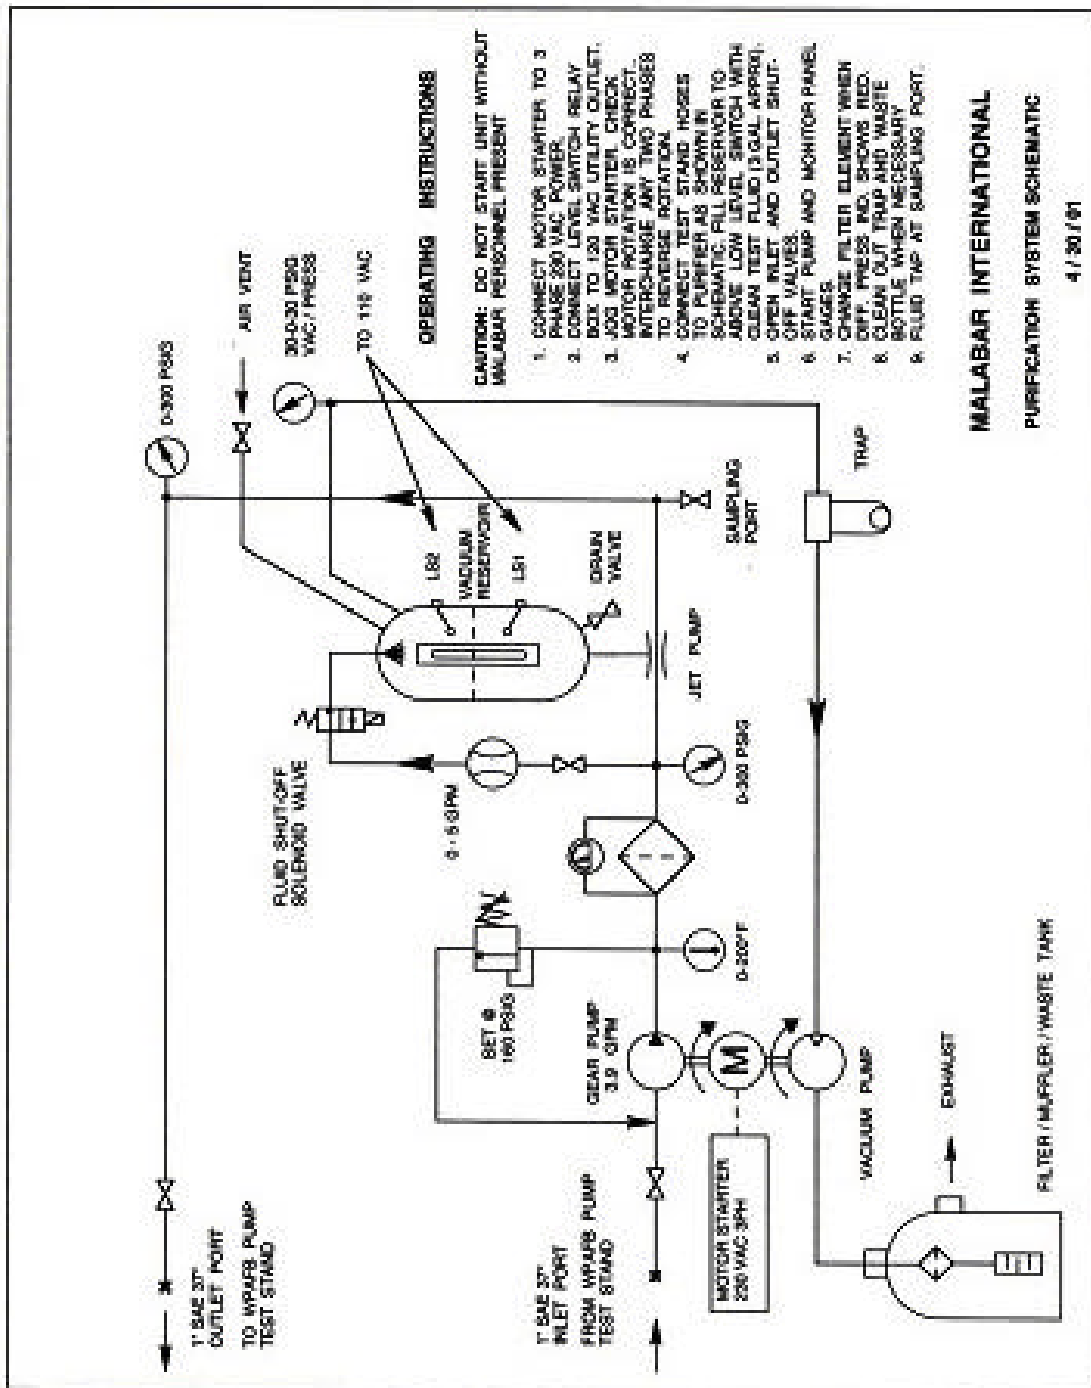 0-300 PSIG
AIR VENT
30-0-30 PSIG
VAC / PRESS
TO 110 VAC
FLUID SHUT-OFF
SOLENOID VALVE
0 - 5 GPM
LS2
VACUUM
RESERVOIR
LS1
DRAIN
VALVE
SET @
160 PSIG
GEAR PUMP
3.9 GPM
0-200°F
0-300 PSIG
JET PUMP
SAMPLING
PORT
TRAP
1" SAE 37°
OUTLET PORT
TO WPAFB PUMP
TEST STAND
1" SAE 37°
INLET PORT
FROM WPAFB PUMP
TEST STAND
MOTOR STARTER
230 VAC 3PH
M
VACUUM PUMP
EXHAUST
FILTER / MUFFLER / WASTE TANK
OPERATING INSTRUCTIONS
CAUTION: DO NOT START UNIT WITHOUT
MALABAR PERSONNEL PRESENT
1. CONNECT MOTOR STARTER TO 3
PHASE 230 VAC POWER.
2. CONNECT LEVEL SWITCH RELAY
BOX TO 120 VAC UTILITY OUTLET.
3. JOG MOTOR STARTER, CHECK
MOTOR ROTATION IS CORRECT.
INTERCHANGE ANY TWO PHASES
TO REVERSE ROTATION.
4. CONNECT TEST STAND HOSES
TO PURIFIER AS SHOWN IN
SCHEMATIC. FILL RESERVOIR TO
ABOVE LOW LEVEL SWITCH WITH
CLEAN TEST FLUID (3 GAL APPRX).
5. OPEN INLET AND OUTLET SHUT-
OFF VALVES.
6. START PUMP AND MONITOR PANEL
GAGES.
7. CHANGE FILTER ELEMENT WHEN
DIFF. PRESS IND. SHOWS RED.
8. CLEAN OUT TRAP AND WASTE
BOTTLE WHEN NECESSARY
9. FLUID TAP AT SAMPLING PORT.
MALABAR INTERNATIONAL
PURIFICATION SYSTEM SCHEMATIC
4 / 30 / 01